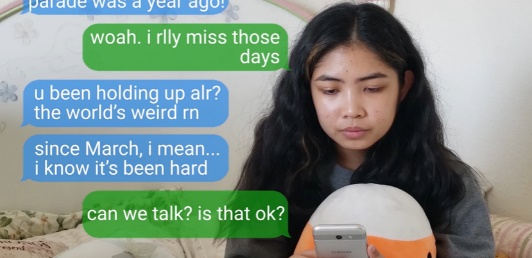 parade was a year ago!
woah. i rlly miss those
days
u been holding up alr?
the world's weird rn
since March, i mean...
i know it's been hard
can we talk? is that ok?